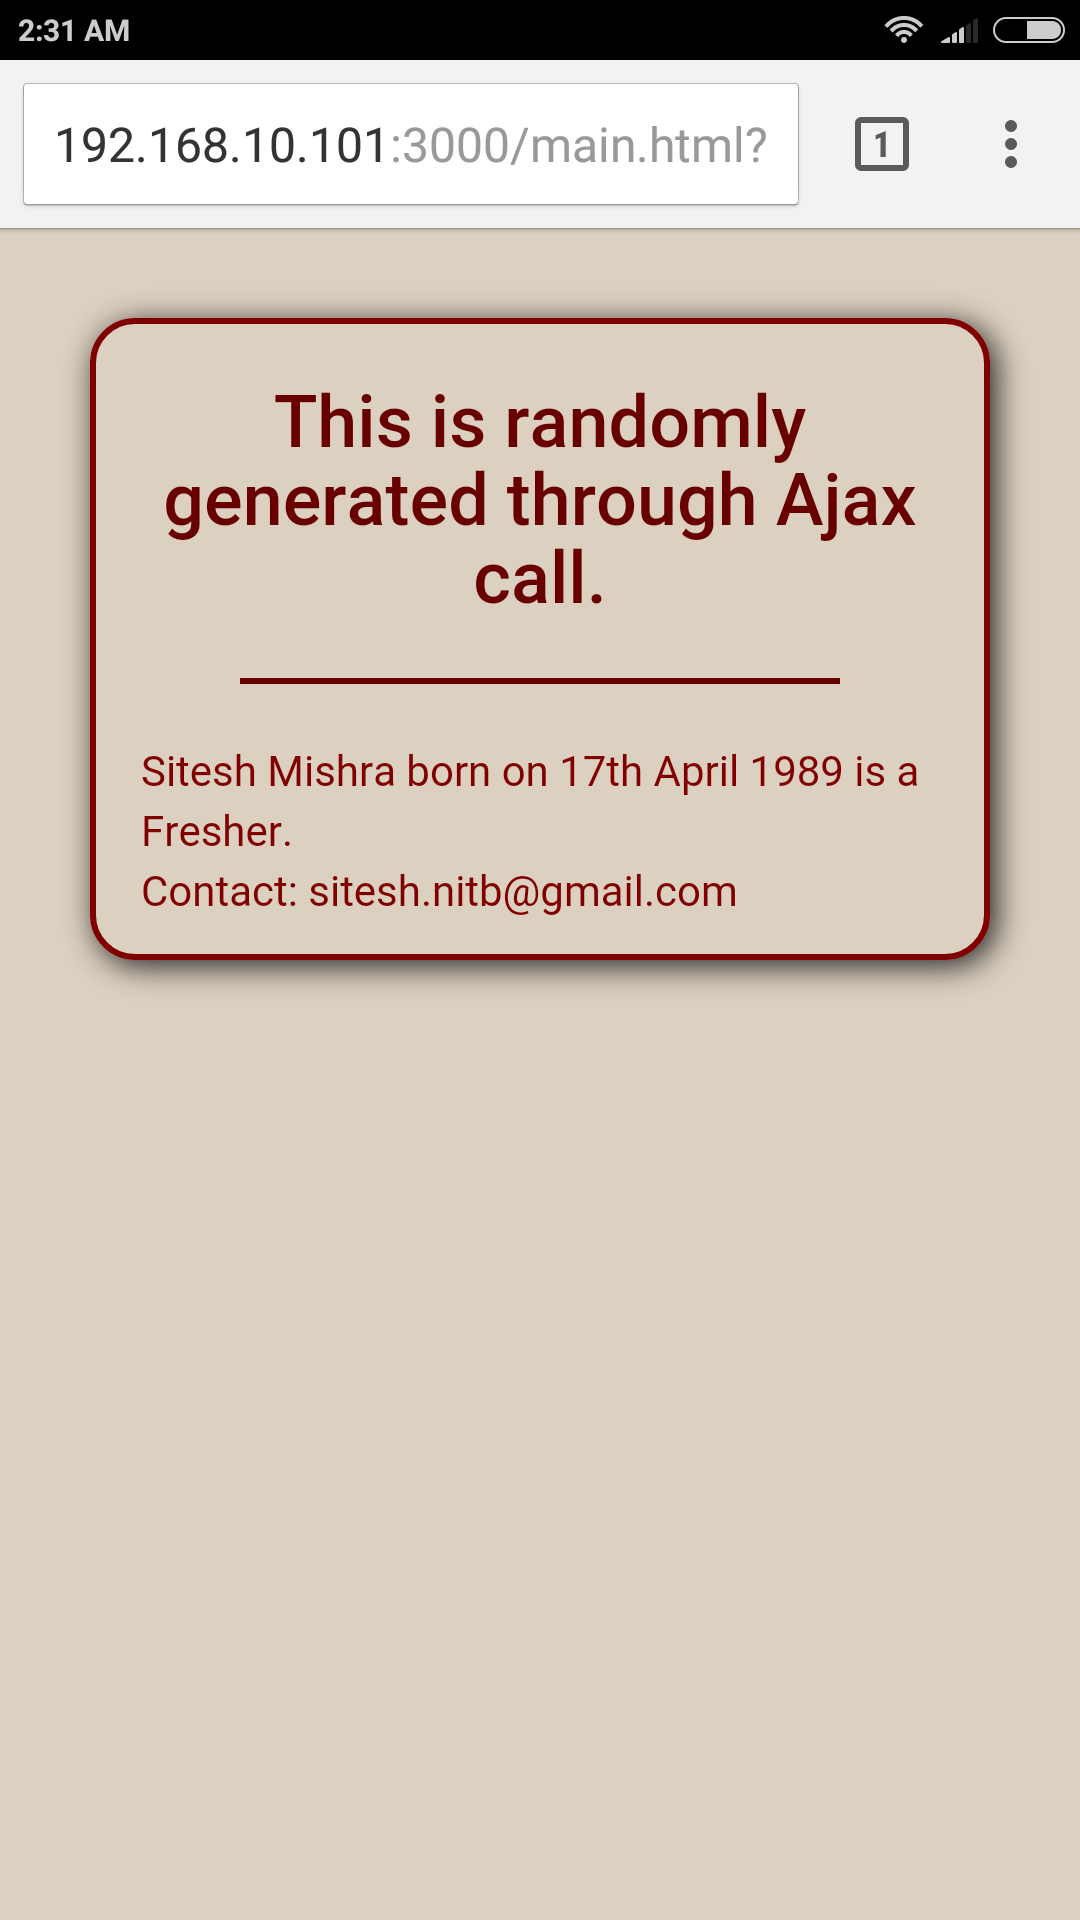 2:31 AM
192.168.10.101:3000/main.html?
1
This is randomly
generated through Ajax
call.
Sitesh Mishra born on 17th April 1989 is a
Fresher.
Contact: sitesh.nitb@gmail.com